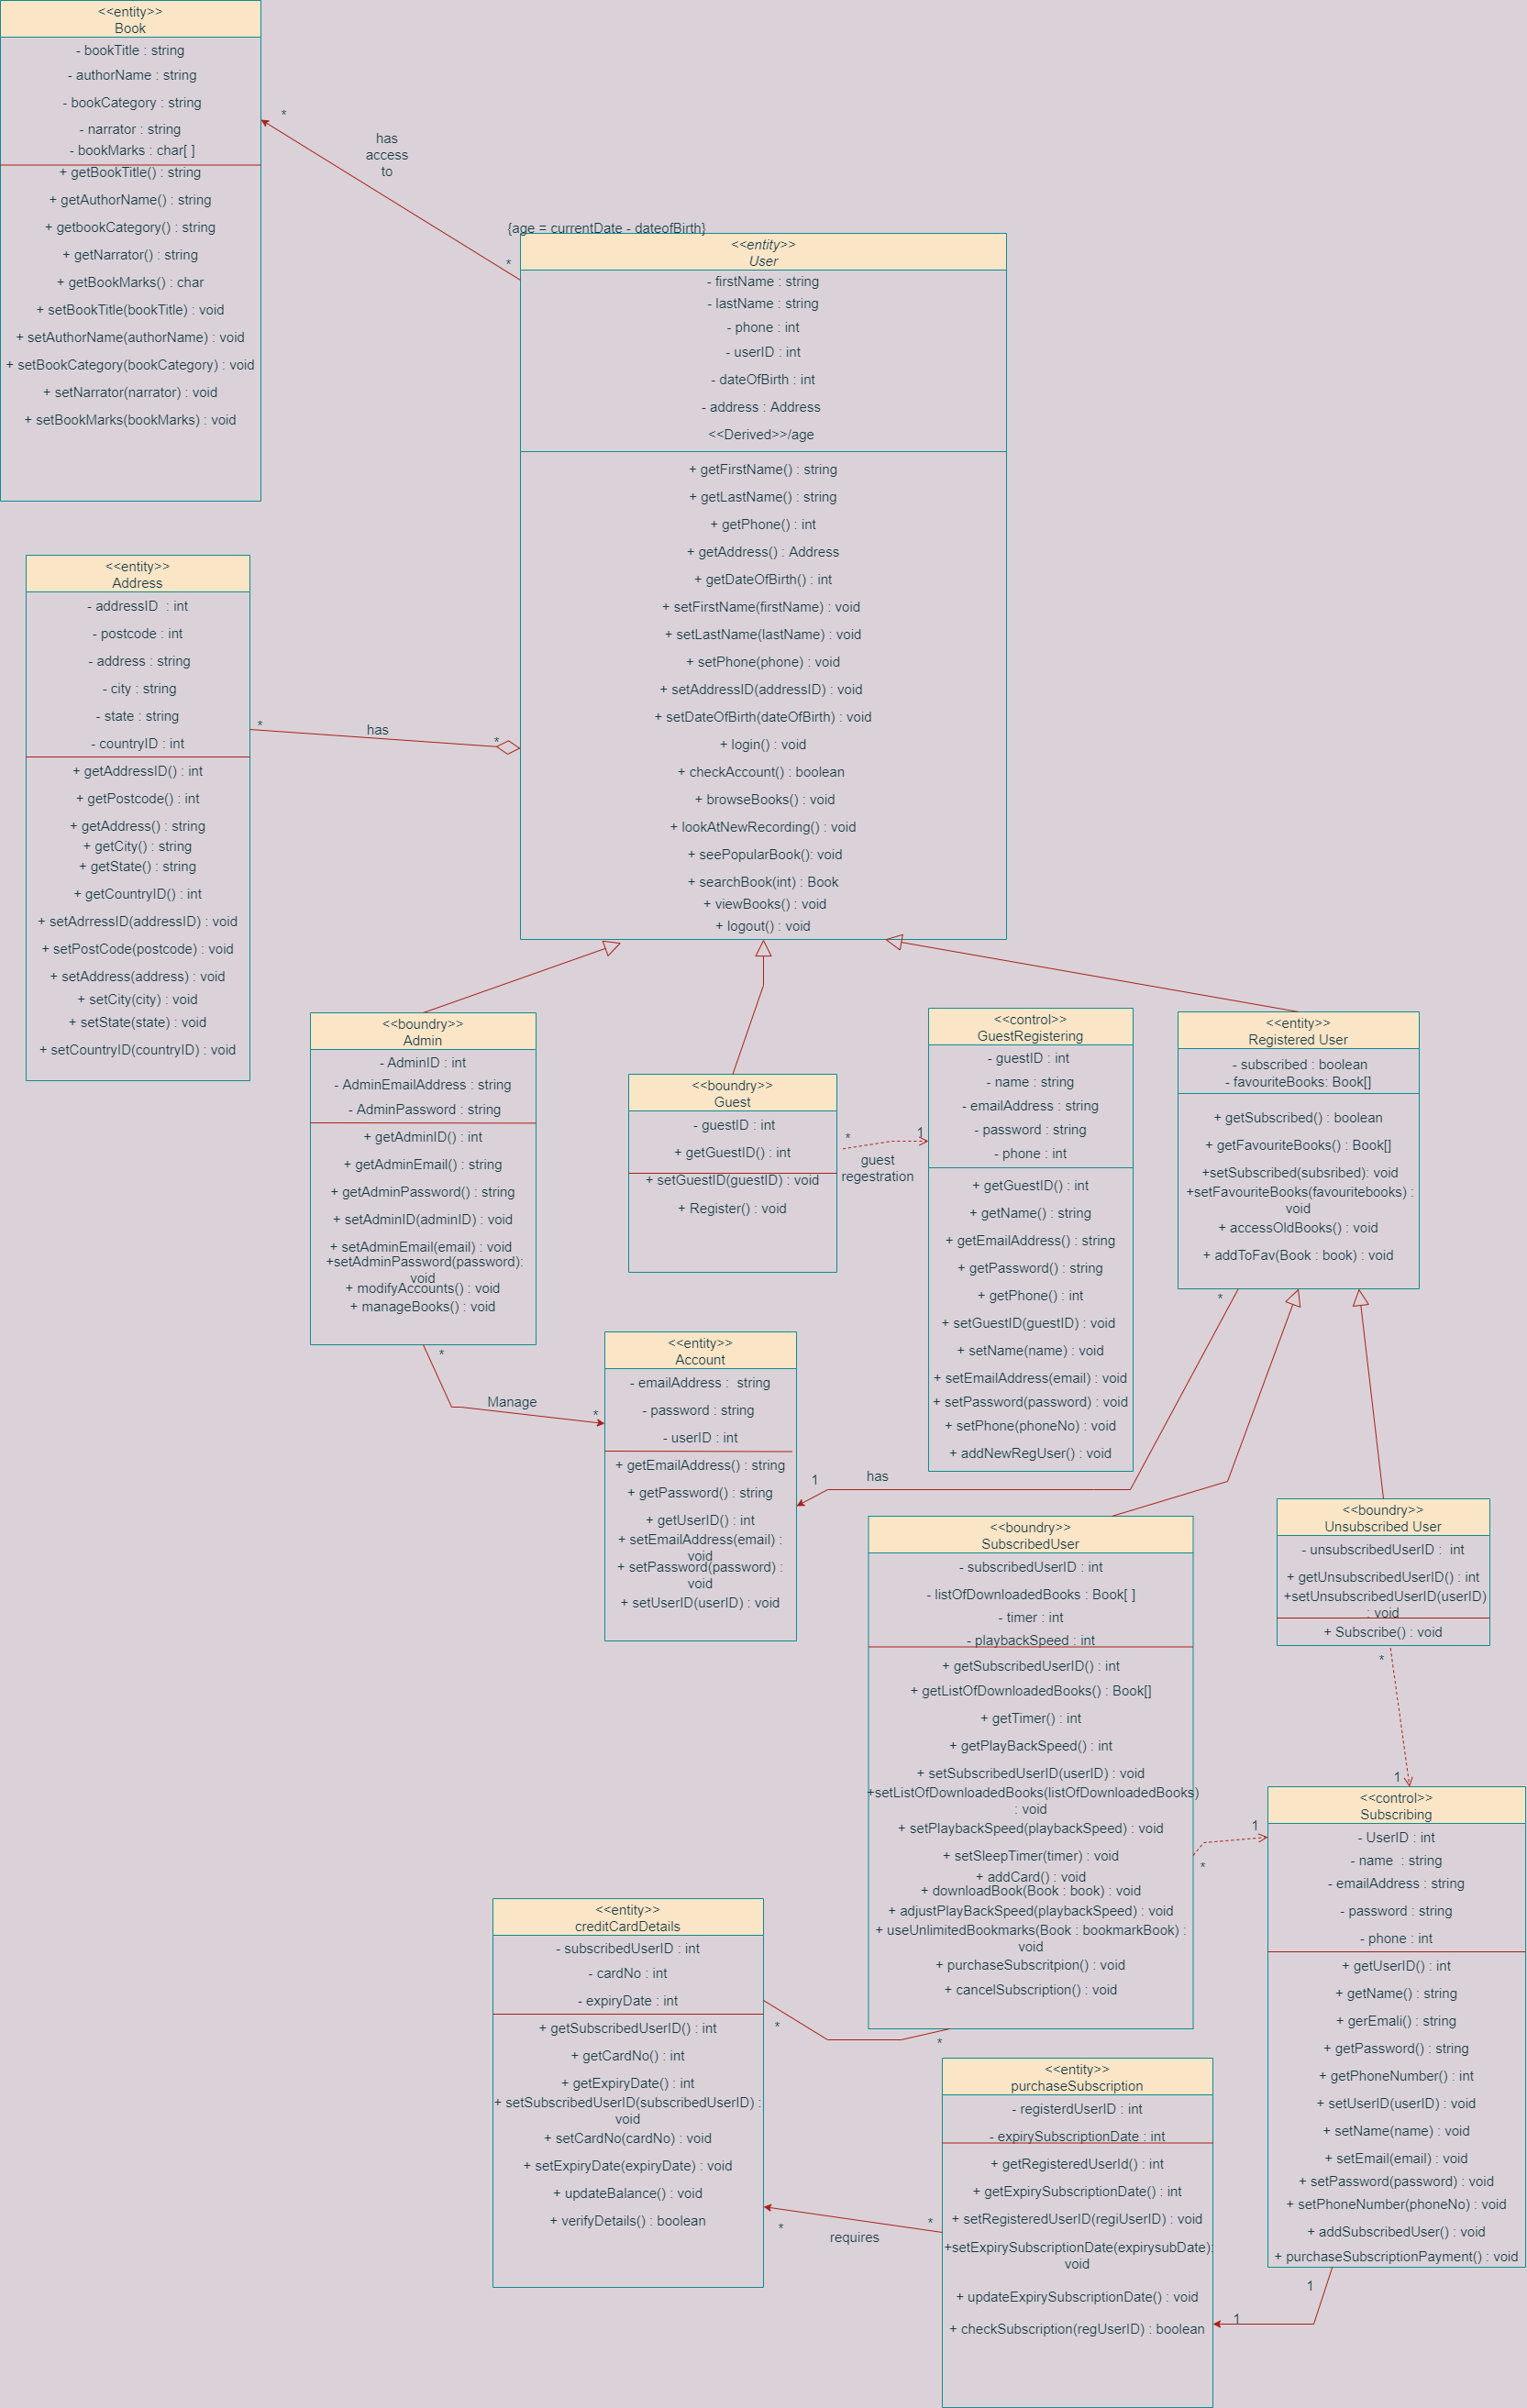 <<entity>>
Book
- bookTitle : string
- authorName : string
- bookCategory : string
- narrator : string
- bookMarks : char[ ]
+ getBookTitle() : string
+ getAuthorName() : string
+ getbookCategory() : string
+ getNarrator() : string
+ getBookMarks() : char
+ setBookTitle(bookTitle) : void
+ setAuthorName(authorName) : void
+ setBookCategory(bookCategory) : void
+ setNarrator(narrator) : void
+ setBookMarks(bookMarks) : void
*
has
access
to
*
{age = currentDate - dateofBirth}
<<entity>>
User
- firstName : string
- lastName : string
- phone : int
- userID : int
- dateOfBirth : int
- address : Address
<<Derived>>/age
+ getFirstName() : string
+ getLastName() : string
+ getPhone() : int
+ getAddress() : Address
+ getDateOfBirth() : int
+ setFirstName(firstName) : void
+ setLastName(lastName) : void
+ setPhone(phone) : void
+ setAddressID(addressID) : void
+ setDateOfBirth(dateOfBirth) : void
+ login() : void
+ checkAccount() : boolean
+ browseBooks() : void
+ lookAtNewRecording() : void
+ seePopularBook(): void
+ searchBook(int) : Book
+ viewBooks() : void
+ logout() : void
<<entity>>
Address
- addressID  : int
- postcode : int
- address : string
- city : string
- state : string
- countryID : int
+ getAddressID() : int
+ getPostcode() : int
+ getAddress() : string
+ getCity() : string
+ getState() : string
+ getCountryID() : int
+ setAdrressID(addressID) : void
+ setPostCode(postcode) : void
+ setAddress(address) : void
+ setCity(city) : void
+ setState(state) : void
+ setCountryID(countryID) : void
*
has
*
<<boundry>>
Admin
- AdminID : int
- AdminEmailAddress : string
- AdminPassword : string
+ getAdminID() : int
+ getAdminEmail() : string
+ getAdminPassword() : string
+ setAdminID(adminID) : void
+ setAdminEmail(email) : void
+setAdminPassword(password):
void
+ modifyAccounts() : void
+ manageBooks() : void
<<boundry>>
Guest
- guestID : int
+ getGuestID() : int
+ setGuestID(guestID) : void
+ Register() : void
*
1
guest
regestration
<<control>>
GuestRegistering
- guestID : int
- name : string
- emailAddress : string
- password : string
- phone : int
+ getGuestID() : int
+ getName() : string
+ getEmailAddress() : string
+ getPassword() : string
+ getPhone() : int
+ setGuestID(guestID) : void
+ setName(name) : void
+ setEmailAddress(email) : void
+ setPassword(password) : void
+ setPhone(phoneNo) : void
+ addNewRegUser() : void
<<entity>>
Registered User
- subscribed : boolean
- favouriteBooks: Book[]
+ getSubscribed() : boolean
+ getFavouriteBooks() : Book[]
+setSubscribed(subsribed): void
+setFavouriteBooks(favouritebooks) :
void
+ accessOldBooks() : void
+ addToFav(Book : book) : void
*
*
Manage
*
<<entity>>
Account
- emailAddress :  string
- password : string
- userID : int
+ getEmailAddress() : string
+ getPassword() : string
+ getUserID() : int
+ setEmailAddress(email) :
void
+ setPassword(password) :
void
+ setUserID(userID) : void
1
has
<<boundry>>
SubscribedUser
- subscribedUserID : int
- listOfDownloadedBooks : Book[ ]
- timer : int
- playbackSpeed : int
+ getSubscribedUserID() : int
+ getListOfDownloadedBooks() : Book[]
+ getTimer() : int
+ getPlayBackSpeed() : int
+ setSubscribedUserID(userID) : void
+setListOfDownloadedBooks(listOfDownloadedBooks)
: void
+ setPlaybackSpeed(playbackSpeed) : void
+ setSleepTimer(timer) : void
+ addCard() : void
+ downloadBook(Book : book) : void
+ adjustPlayBackSpeed(playbackSpeed) : void
+ useUnlimitedBookmarks(Book : bookmarkBook) :
void
+ purchaseSubscritpion() : void
+ cancelSubscription() : void
<<boundry>>
Unsubscribed User
- unsubscribedUserID :  int
+ getUnsubscribedUserID() : int
+setUnsubscribedUserID(userID)
: void
+ Subscribe() : void
*
1
1
*
<<control>>
Subscribing
- UserID : int
- name  : string
- emailAddress : string
- password : string
- phone : int
+ getUserID() : int
+ getName() : string
+ gerEmali() : string
+ getPassword() : string
+ getPhoneNumber() : int
+ setUserID(userID) : void
+ setName(name) : void
+ setEmail(email) : void
+ setPassword(password) : void
+ setPhoneNumber(phoneNo) : void
+ addSubscribedUser() : void
+ purchaseSubscriptionPayment() : void
<<entity>>
creditCardDetails
- subscribedUserID : int
- cardNo : int
- expiryDate : int
+ getSubscribedUserID() : int
+ getCardNo() : int
+ getExpiryDate() : int
+ setSubscribedUserID(subscribedUserID) :
void
+ setCardNo(cardNo) : void
+ setExpiryDate(expiryDate) : void
+ updateBalance() : void
+ verifyDetails() : boolean
*
*
<<entity>>
purchaseSubscription
- registerdUserID : int
- expirySubscriptionDate : int
+ getRegisteredUserId() : int
+ getExpirySubscriptionDate() : int
+ setRegisteredUserID(regiUserID) : void
+setExpirySubscriptionDate(expirysubDate):
void
+ updateExpirySubscriptionDate() : void
+ checkSubscription(regUserID) : boolean
*
requires
*
1
1